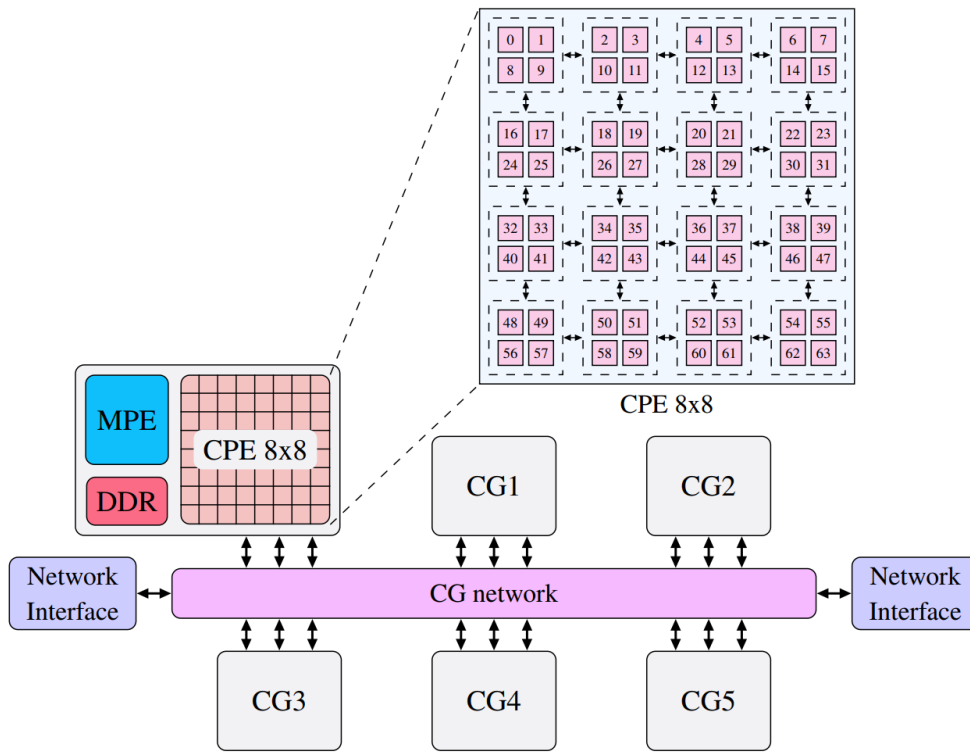 0 1 2 3 4 5 6 7
8 9 10 11 12 13 14 15
16 17 18 19 20 21 22 23
24 25 26 27 28 29 30 31
32 33 34 35 36 37 38 39
40 41 42 43 44 45 46 47
48 49 50 51 52 53 54 55
56 57 58 59 60 61 62 63
CPE 8x8
MPE
CPE 8x8
DDR
CG1
CG2
Network
Interface
CG network
Network
Interface
CG3
CG4
CG5